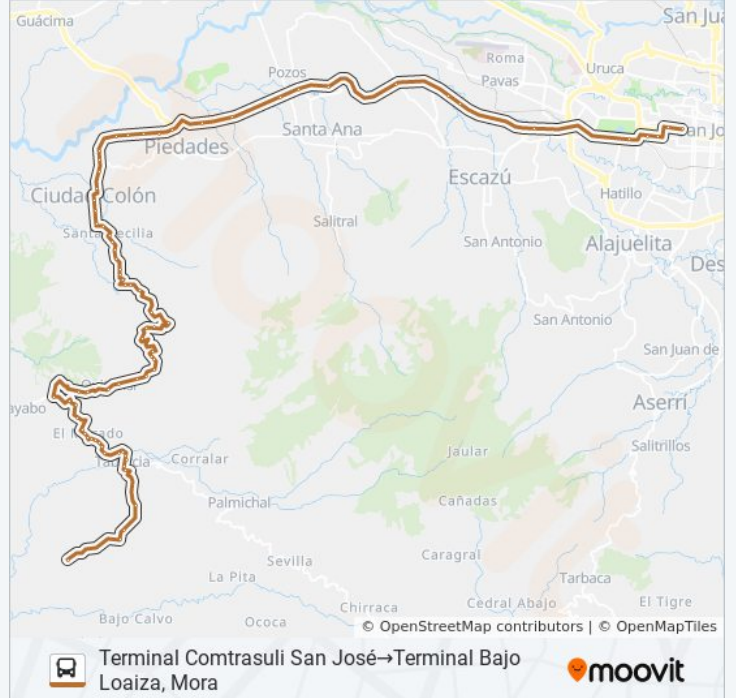 San Jua
Guácima
Roma
Uruca
Pozos
Pavas
Santa Ana
an Jo
Piedades
Escazú
Hatillo
Ciudad Colón
Salitral
Santa Cecilia
San Antonio
Alajuelita
Des
San Antonio
San Juan de
ayabo
Aserrí
El
Salitrillos
Jaular
Tabarcia
Corralar
Palmichal
Cañadas
Sevilla
Caragral
La Pita
Tarbaca
Chirraca
Cedral Abajo
El Tigre
Bajo Calvo
Ococa
© OpenStreetMap contributors | © OpenMapTiles
Terminal Comtrasuli San José→Terminal Bajo
Loaiza, Mora
moovit